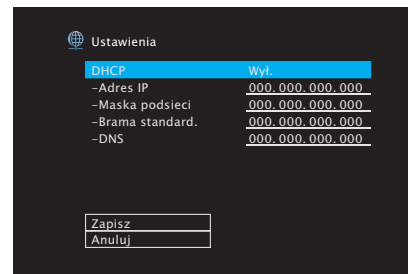 Ustawienia
DHCP Wył.
–Adres IP 000. 000. 000. 000
–Maska podsieci 000. 000. 000. 000
–Brama standard. 000. 000. 000. 000
–DNS 000. 000. 000. 000
Zapisz
Anuluj